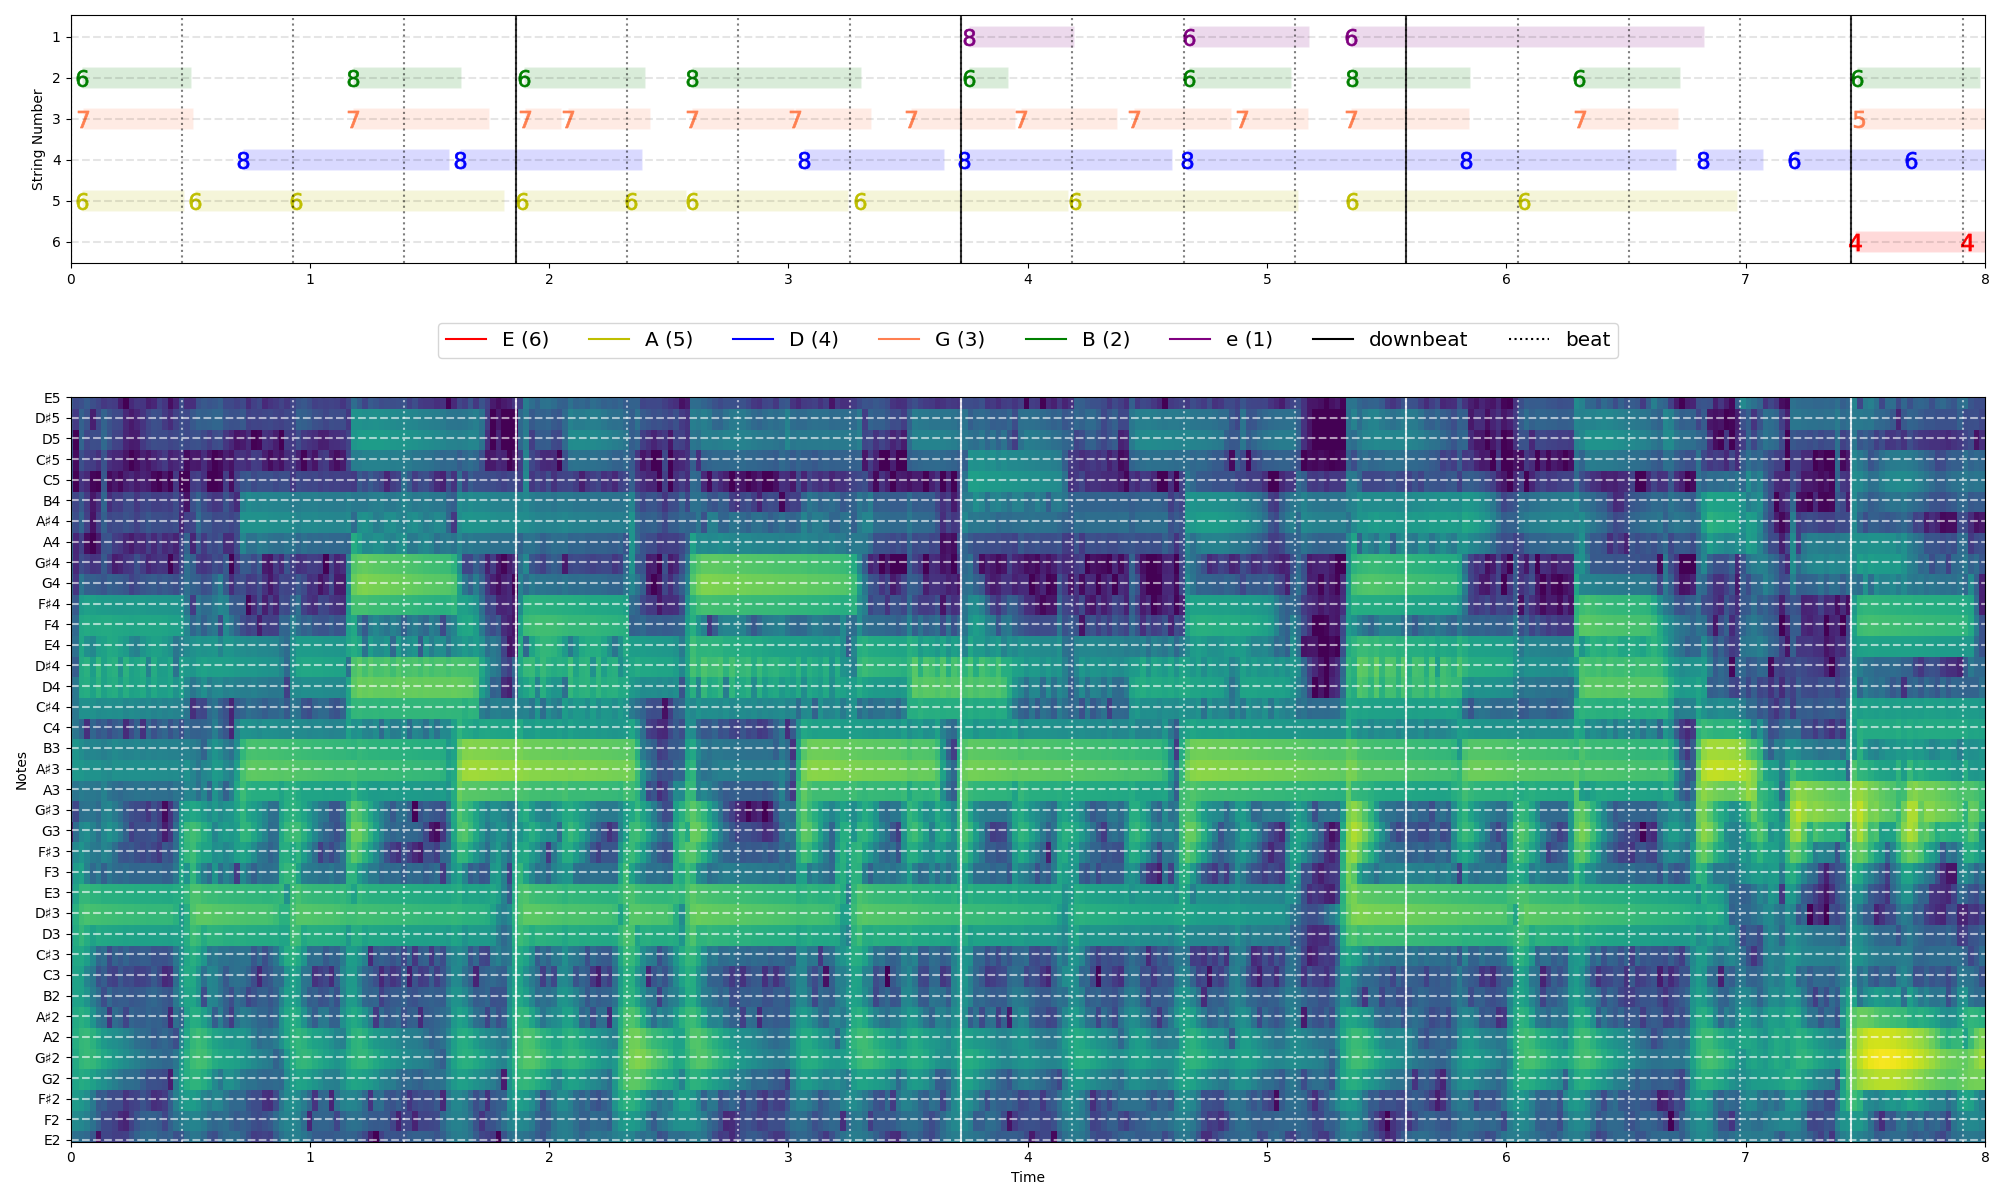 1 8 6 6
2 6 8 6 8 6 6 8 6 6
3 7 7 7 7 7 7 7 7 7 7 7 7 5
4 8 8 8 8 8 8 8 6 6
5 6 6 6 6 6 6 6 6 6 6
6 4 4
String Number
0 1 2 3 4 5 6 7 8
E (6) A (5) D (4) G (3) B (2) e (1) downbeat beat
E5
D♯5
D5
C♯5
C5
B4
A♯4
A4
G♯4
G4
F♯4
F4
E4
D♯4
D4
C♯4
C4
B3
A♯3
A3
G♯3
G3
F♯3
F3
E3
D♯3
D3
C♯3
C3
B2
A♯2
A2
G♯2
G2
F♯2
F2
E2
Notes
0 1 2 3 4 5 6 7 8
Time